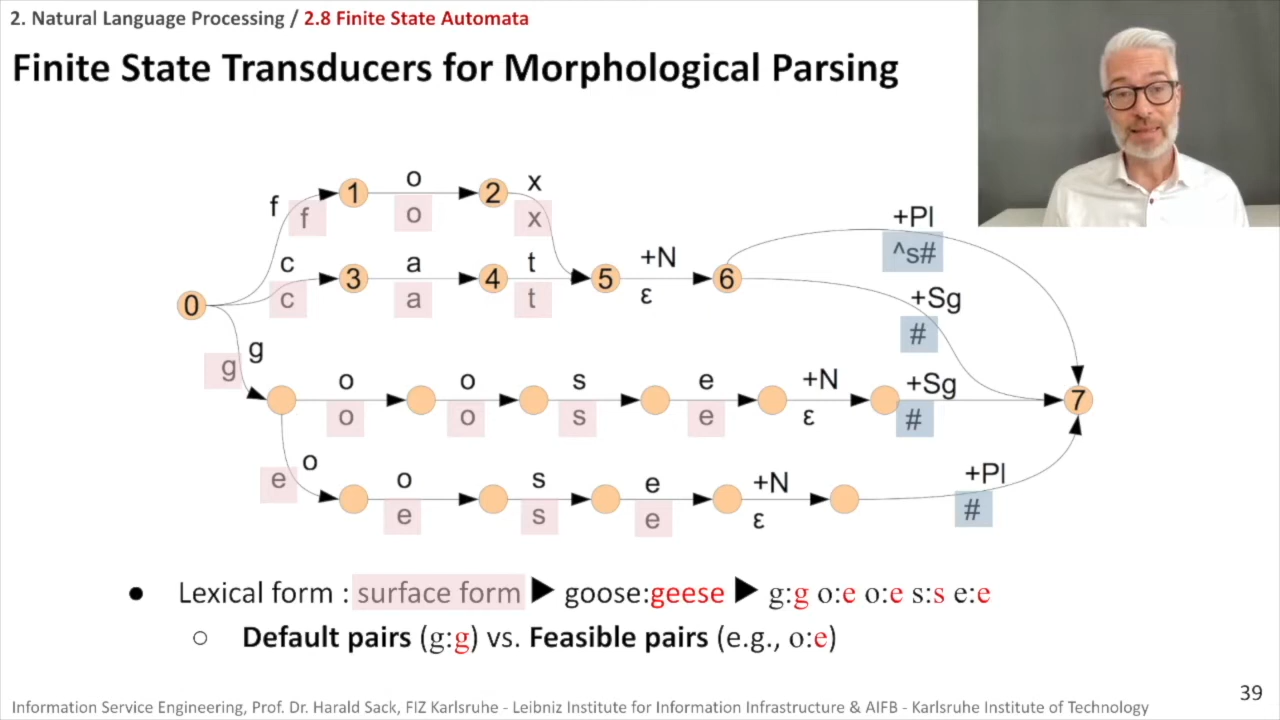 2. Natural Language Processing / 2.8 Finite State Automata
Finite State Transducers for Morphological Parsing
f f 1 o o 2 x x
c c 3 a a 4 t t 5 +N ε 6
+Pl ^s#
+Sg #
0
g g o o o o s s e e +N ε +Sg # 7
o e o e s s e e +N ε +Pl #
● Lexical form : surface form ▶ goose:geese ▶ g:g o:e o:e s:s e:e
○ Default pairs (g:g) vs. Feasible pairs (e.g., o:e)
39
Information Service Engineering, Prof. Dr. Harald Sack, FIZ Karlsruhe - Leibniz Institute for Information Infrastructure & AIFB - Karlsruhe Institute of Technology